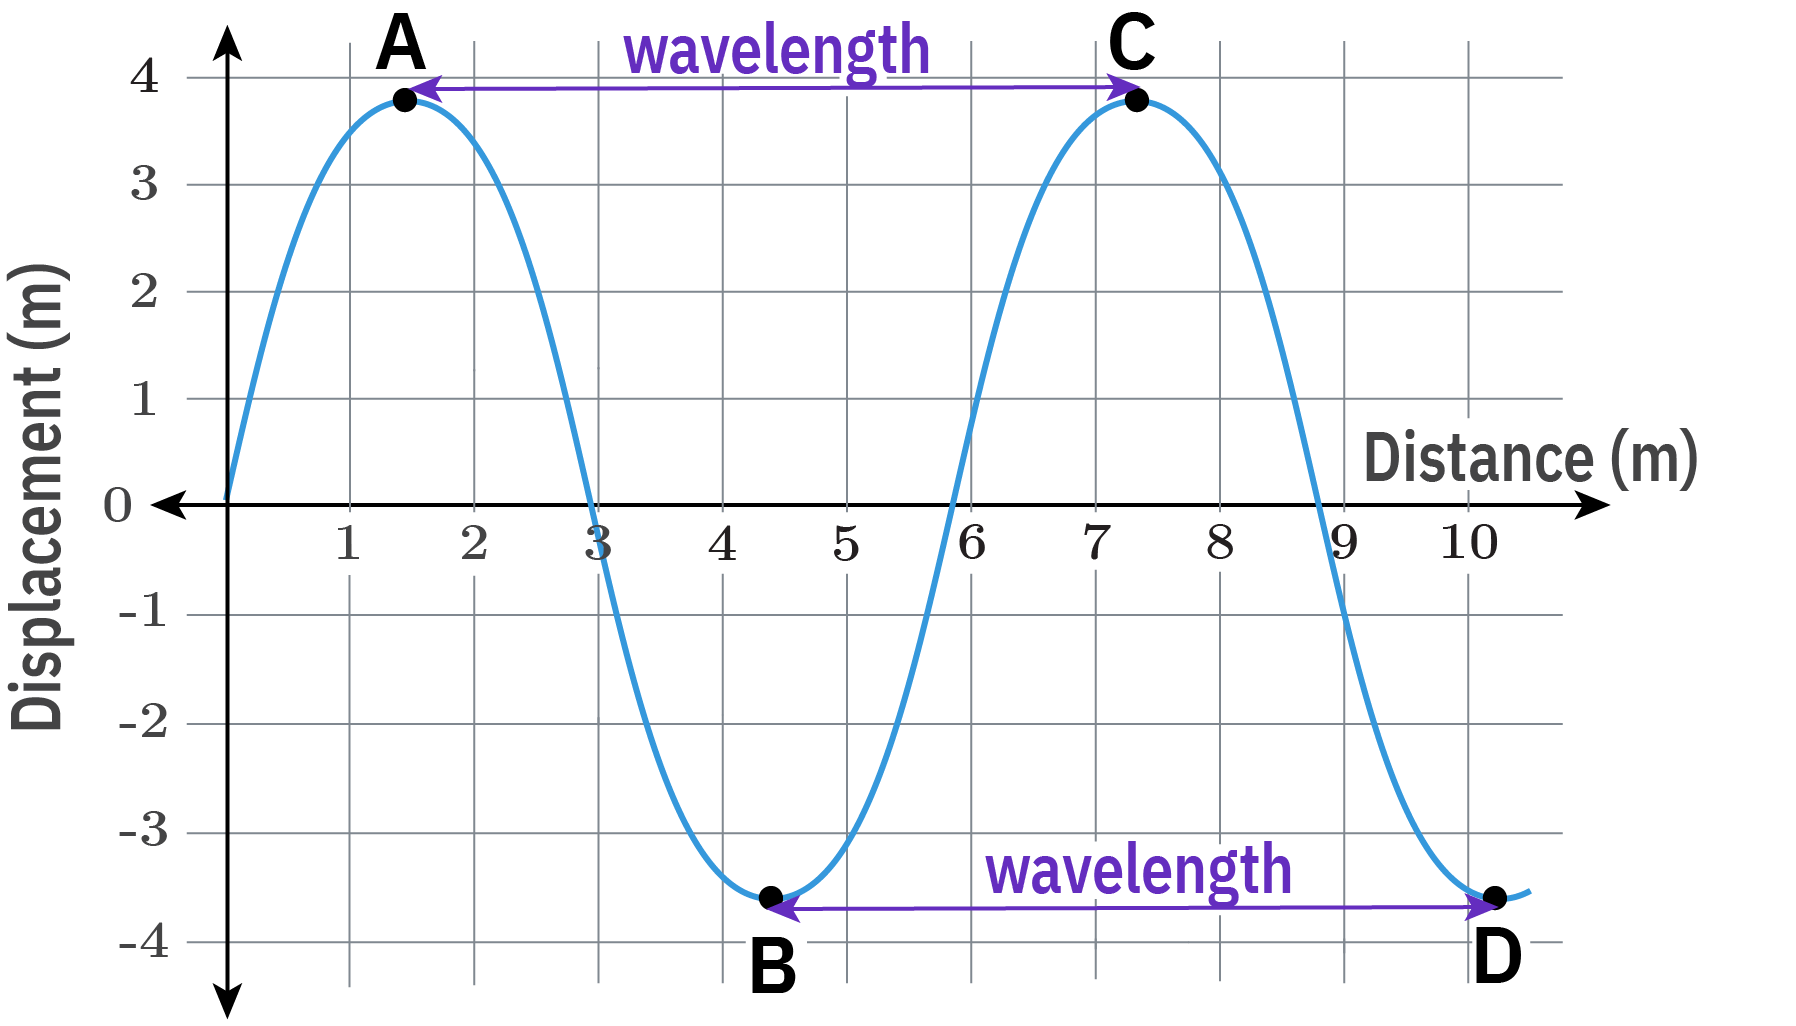 A
wavelength
C
4
3
2
1
0
-1
-2
-3
-4
Displacement (m)
Distance (m)
1 2 3 4 5 6 7 8 9 10
wavelength
B
D